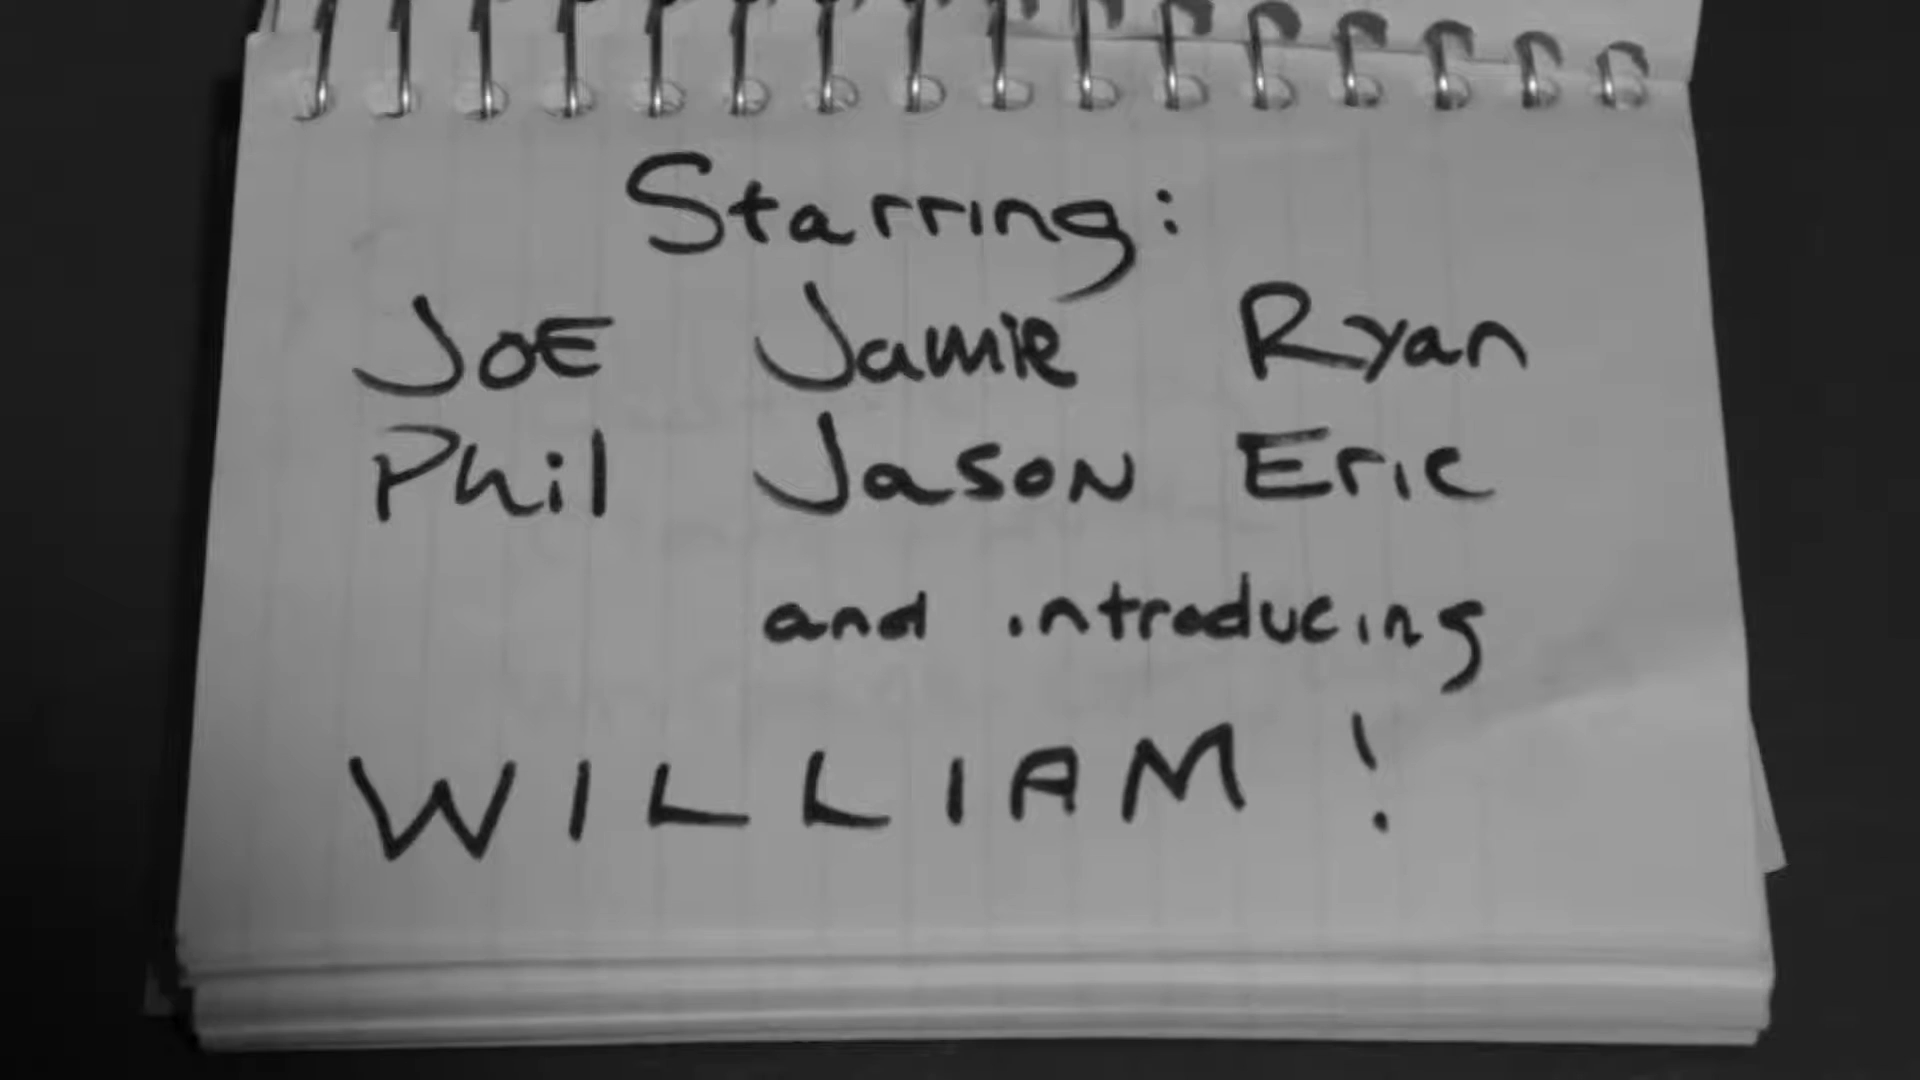 Starring:
JoE Jamie Ryan
Phil Jason Eric
and introducing
WILLIAM !